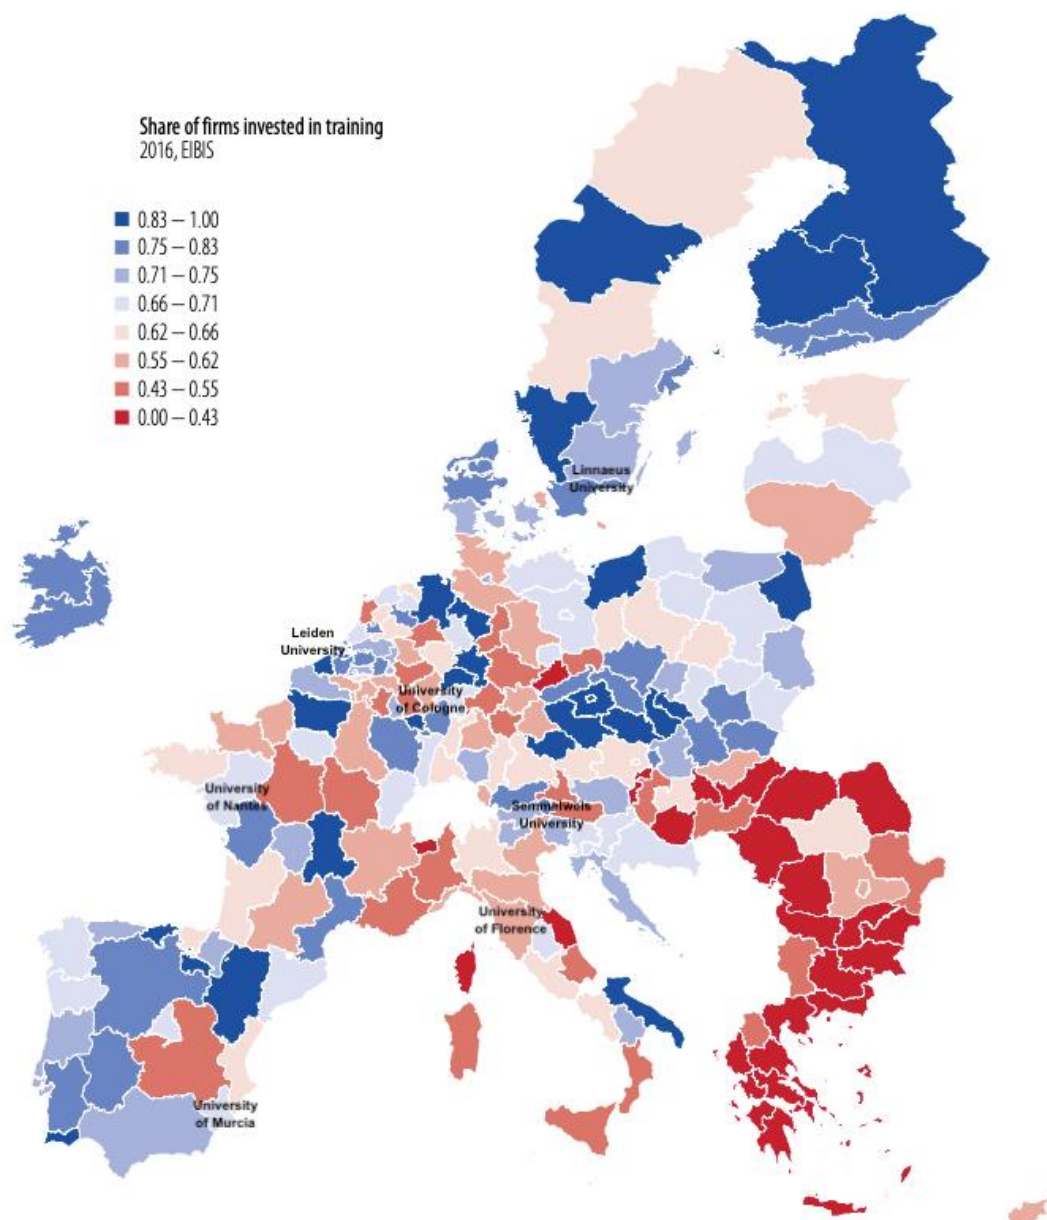 Share of firms invested in training
2016, EIBIS
0.83 – 1.00
0.75 – 0.83
0.71 – 0.75
0.66 – 0.71
0.62 – 0.66
0.55 – 0.62
0.43 – 0.55
0.00 – 0.43
Linnaeus
University
Leiden
University
University
of Cologne
University
of Nantes
Semmelweis
University
University
of Florence
University
of Murcia